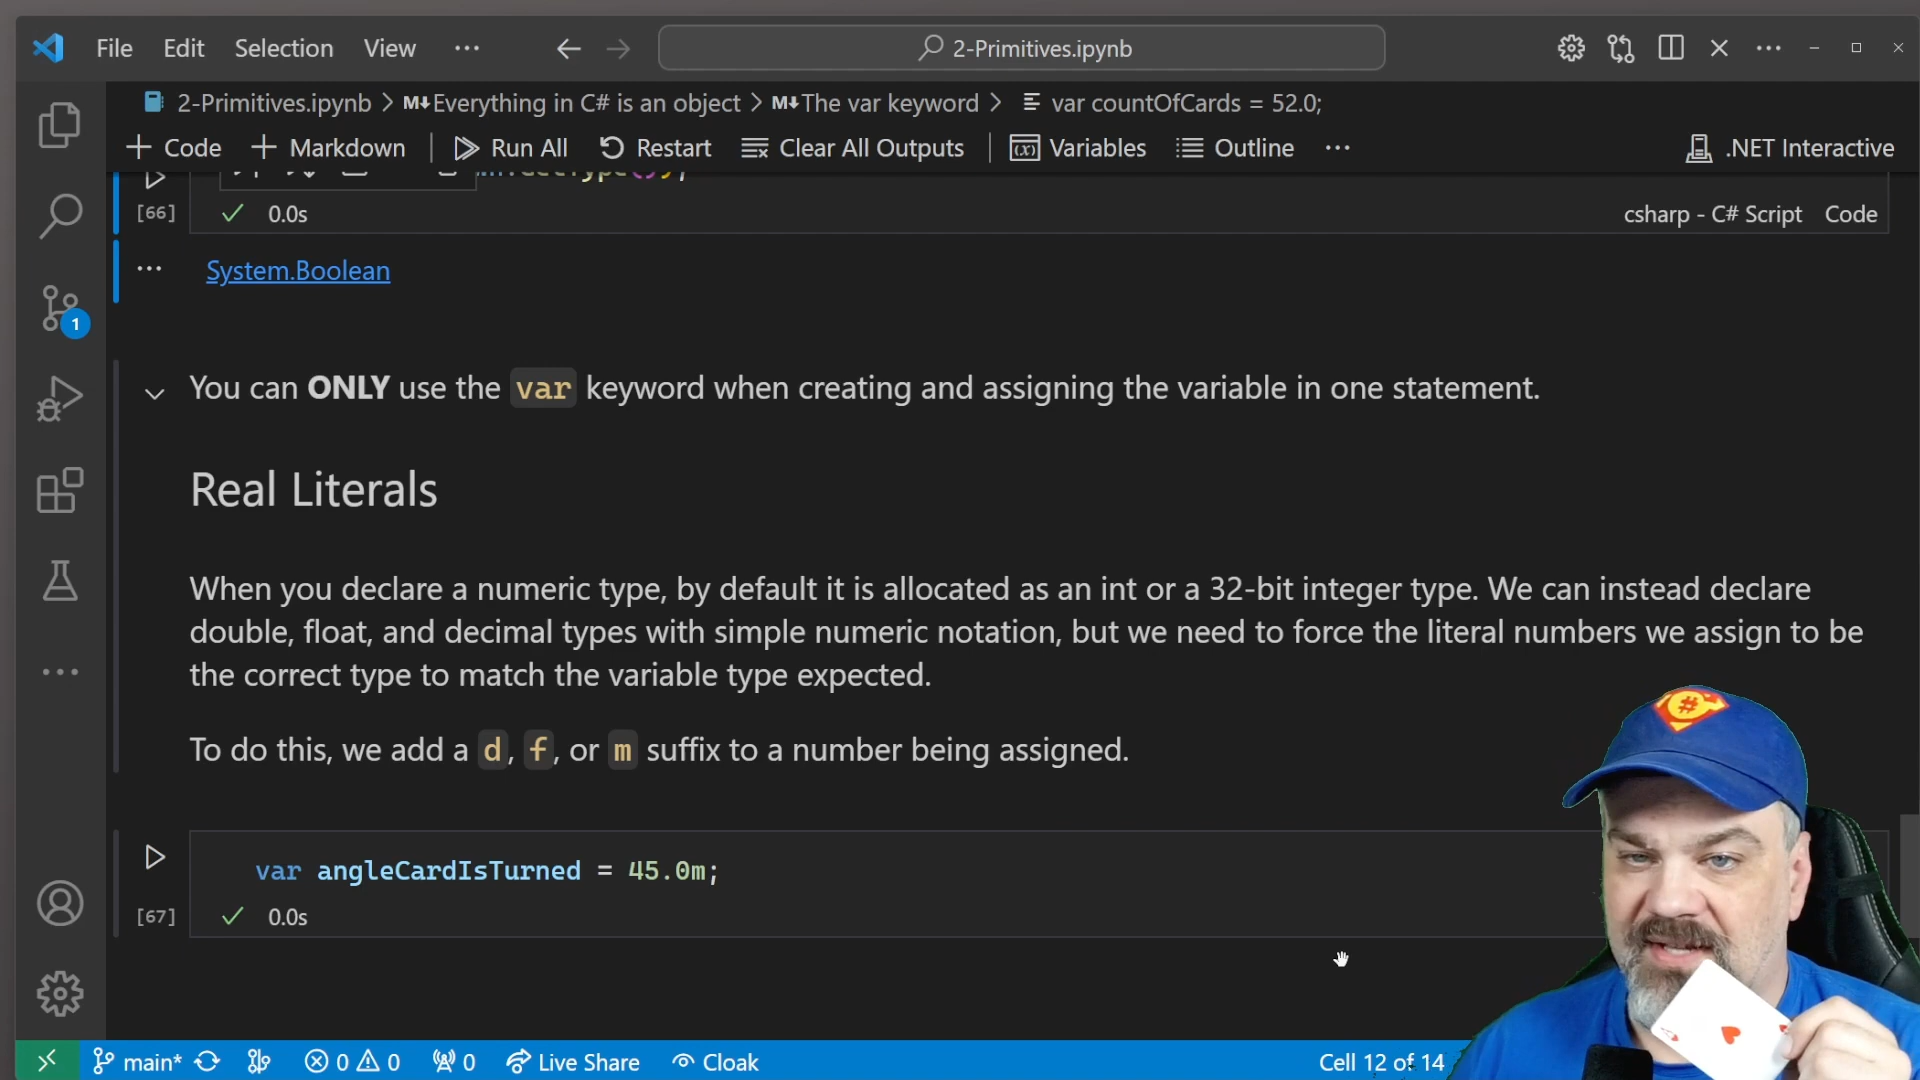 File Edit Selection View ··· 2-Primitives.ipynb
2-Primitives.ipynb > M↓Everything in C# is an object > M↓The var keyword > var countOfCards = 52.0;
+ Code + Markdown Run All Restart Clear All Outputs Variables Outline ··· .NET Interactive
[66] 0.0s csharp - C# Script Code
System.Boolean
1
You can ONLY use the var keyword when creating and assigning the variable in one statement.
Real Literals
When you declare a numeric type, by default it is allocated as an int or a 32-bit integer type. We can instead declare
double, float, and decimal types with simple numeric notation, but we need to force the literal numbers we assign to be
the correct type to match the variable type expected.
To do this, we add a d, f, or m suffix to a number being assigned.
var angleCardIsTurned = 45.0m;
[67] 0.0s
#
main* 0 0 0 Live Share Cloak Cell 12 of 14